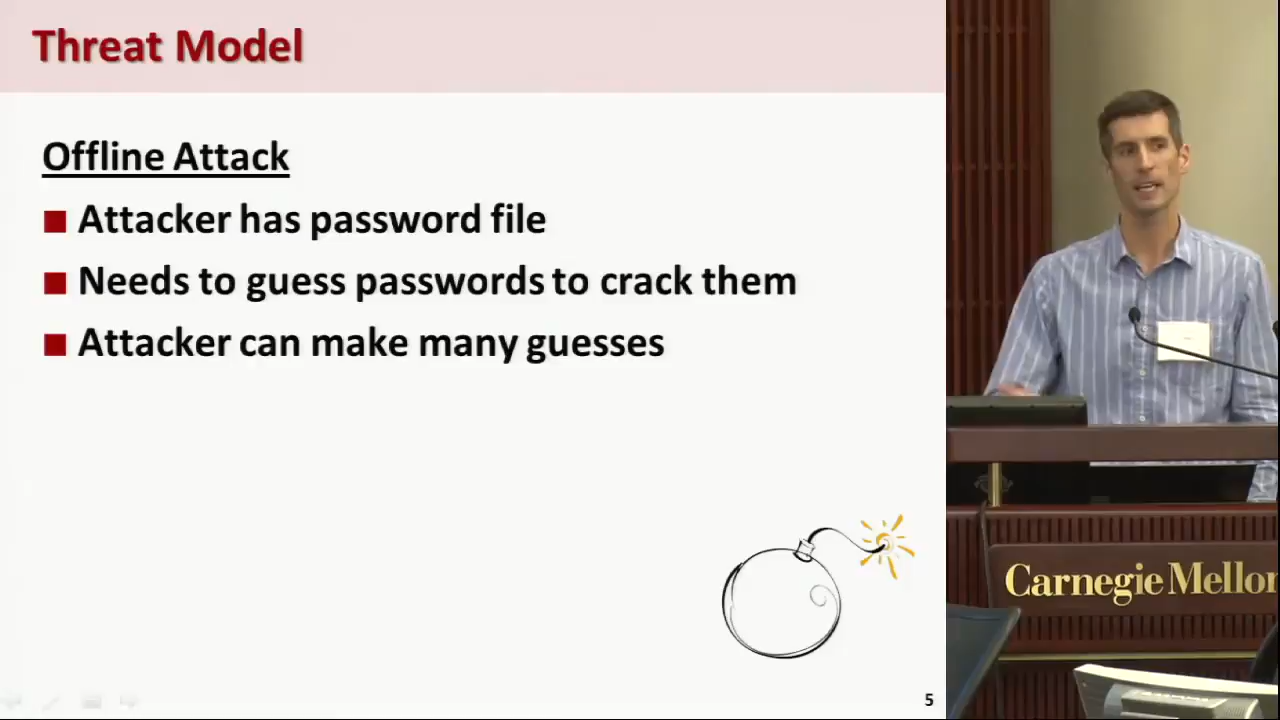 Threat Model
Offline Attack
Attacker has password file
Needs to guess passwords to crack them
Attacker can make many guesses
5
Carnegie Mellon